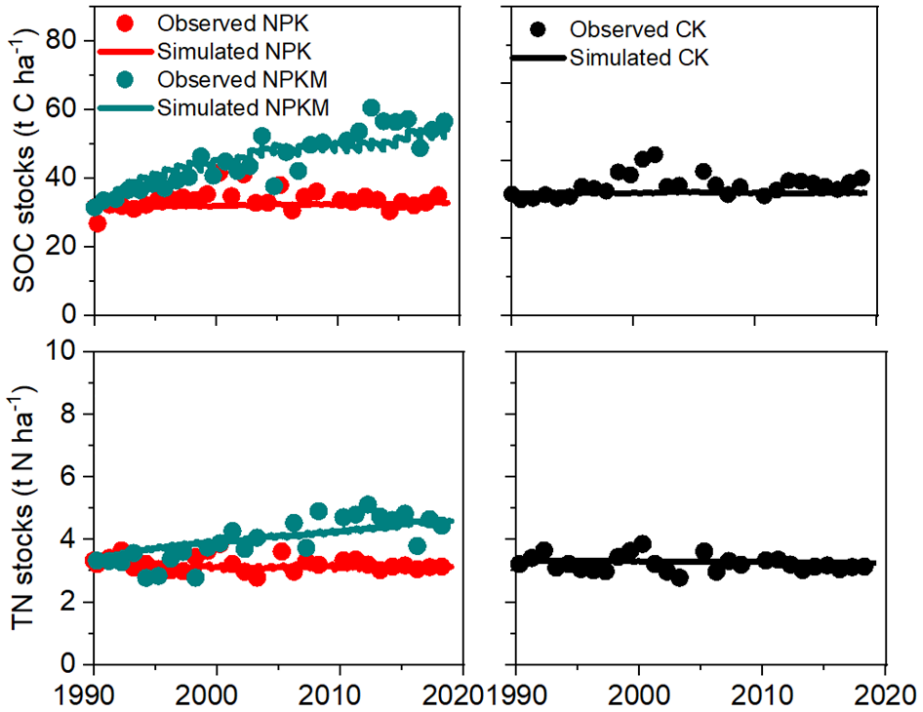 80
60
40
20
0
SOC stocks (t C ha⁻¹)
Observed NPK
Simulated NPK
Observed NPKM
Simulated NPKM
Observed CK
Simulated CK
10
8
6
4
2
0
TN stocks (t N ha⁻¹)
1990 2000 2010 2020
1990 2000 2010 2020